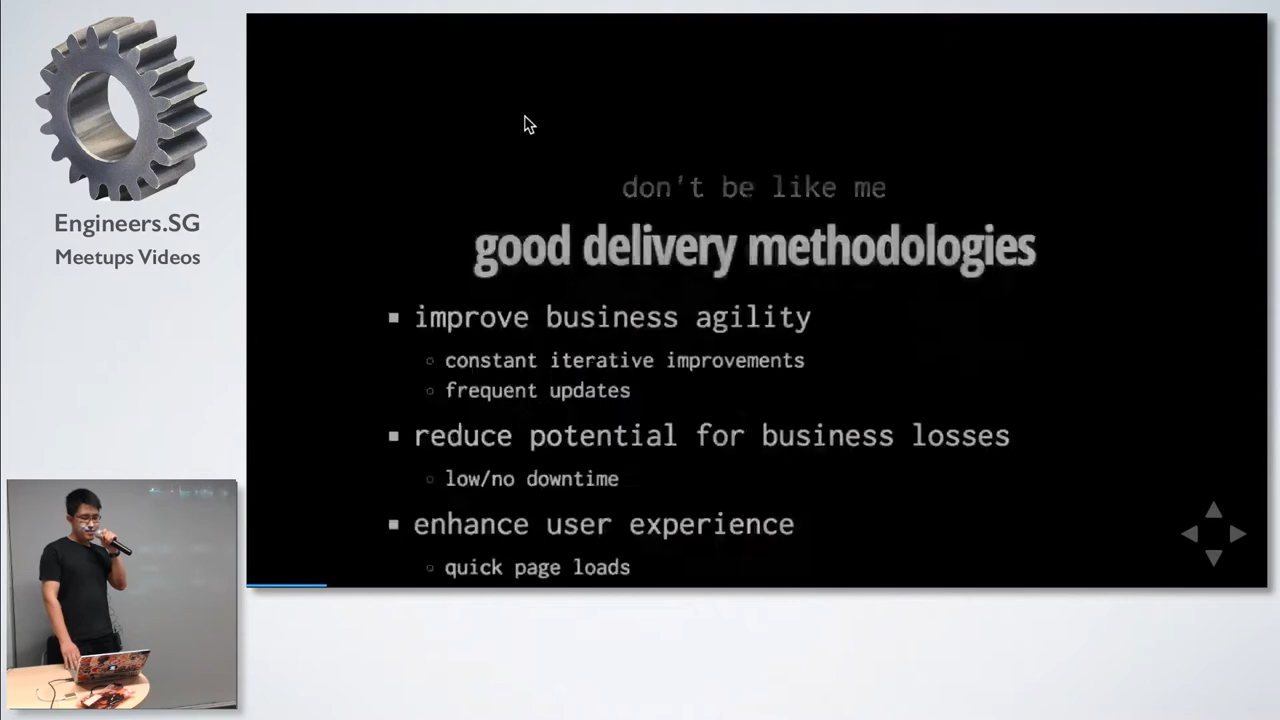 Engineers.SG
Meetups Videos
don't be like me
good delivery methodologies
improve business agility
constant iterative improvements
frequent updates
reduce potential for business losses
low/no downtime
enhance user experience
quick page loads